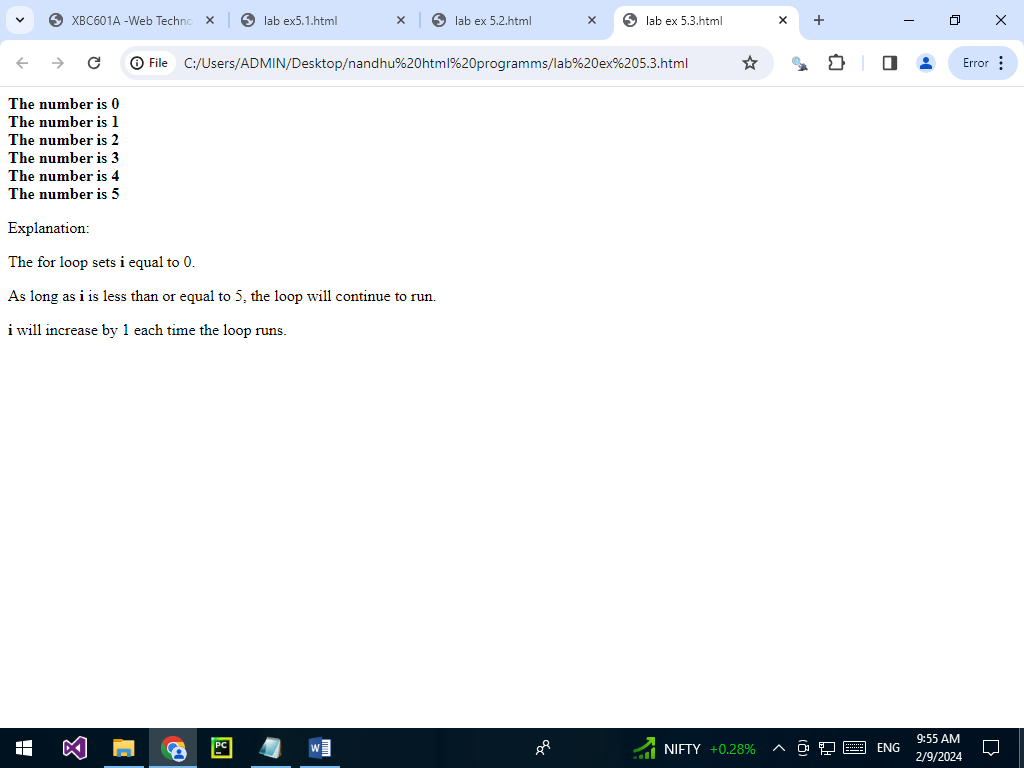 XBC601A -Web Techno
lab ex5.1.html
lab ex 5.2.html
lab ex 5.3.html
File
C:/Users/ADMIN/Desktop/nandhu%20html%20programms/lab%20ex%205.3.html
Error
The number is 0
The number is 1
The number is 2
The number is 3
The number is 4
The number is 5
Explanation:
The for loop sets i equal to 0.
As long as i is less than or equal to 5, the loop will continue to run.
i will increase by 1 each time the loop runs.
PC
W
NIFTY +0.28%
ENG
9:55 AM
2/9/2024